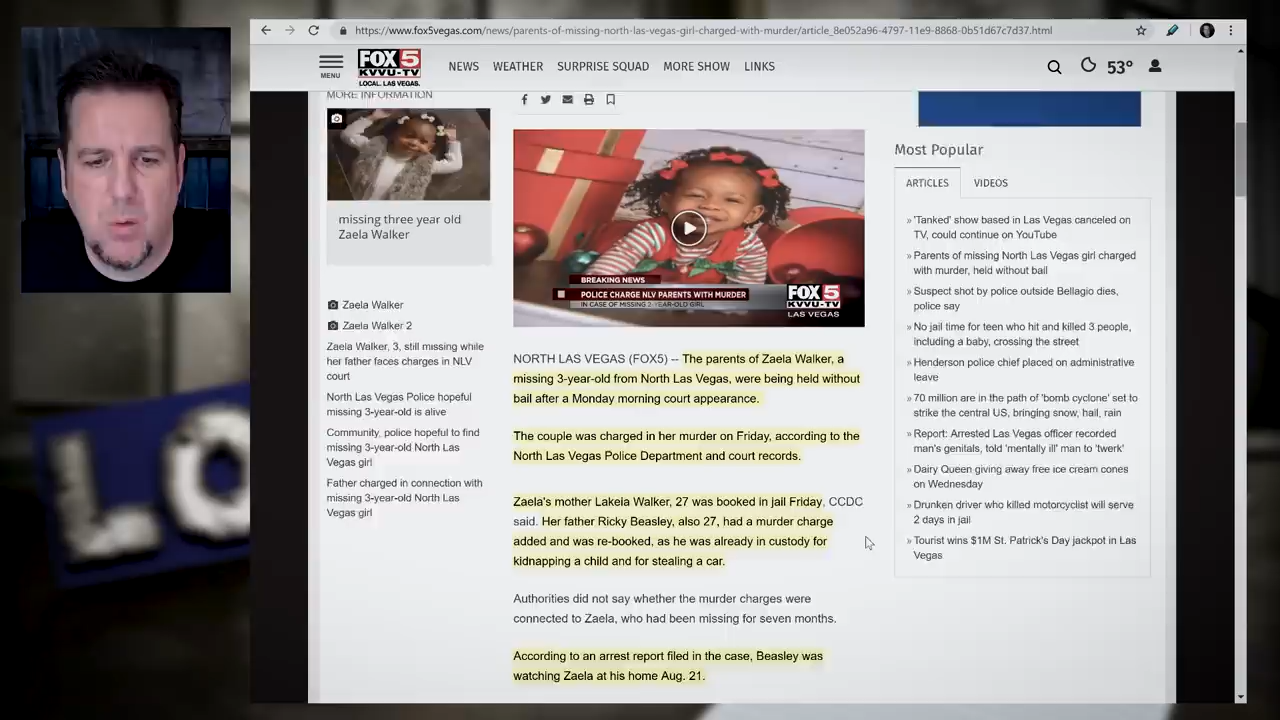 https://www.fox5vegas.com/news/parents-of-missing-north-las-vegas-girl-charged-with-murder/article_8e052a96-4797-11e9-8868-0b51d67c7d37.html
MENU
FOX 5
KVVU-TV
LOCAL. LAS VEGAS.
NEWS
WEATHER
SURPRISE SQUAD
MORE SHOW
LINKS
53°
MORE INFORMATION
missing three year old
Zaela Walker
Zaela Walker
Zaela Walker 2
Zaela Walker, 3, still missing while
her father faces charges in NLV
court
North Las Vegas Police hopeful
missing 3-year-old is alive
Community, police hopeful to find
missing 3-year-old North Las
Vegas girl
Father charged in connection with
missing 3-year-old North Las
Vegas girl
BREAKING NEWS
POLICE CHARGE NLV PARENTS WITH MURDER
IN CASE OF MISSING 2-YEAR-OLD GIRL
FOX 5
KVVU-TV
LAS VEGAS
NORTH LAS VEGAS (FOX5) -- The parents of Zaela Walker, a
missing 3-year-old from North Las Vegas, were being held without
bail after a Monday morning court appearance.
The couple was charged in her murder on Friday, according to the
North Las Vegas Police Department and court records.
Zaela's mother Lakeia Walker, 27 was booked in jail Friday, CCDC
said. Her father Ricky Beasley, also 27, had a murder charge
added and was re-booked, as he was already in custody for
kidnapping a child and for stealing a car.
Authorities did not say whether the murder charges were
connected to Zaela, who had been missing for seven months.
According to an arrest report filed in the case, Beasley was
watching Zaela at his home Aug. 21.
Most Popular
ARTICLES
VIDEOS
» 'Tanked' show based in Las Vegas canceled on
TV, could continue on YouTube
» Parents of missing North Las Vegas girl charged
with murder, held without bail
» Suspect shot by police outside Bellagio dies,
police say
» No jail time for teen who hit and killed 3 people,
including a baby, crossing the street
» Henderson police chief placed on administrative
leave
» 70 million are in the path of 'bomb cyclone' set to
strike the central US, bringing snow, hail, rain
» Report: Arrested Las Vegas officer recorded
man's genitals, told 'mentally ill' man to 'twerk'
» Dairy Queen giving away free ice cream cones
on Wednesday
» Drunken driver who killed motorcyclist will serve
2 days in jail
» Tourist wins $1M St. Patrick's Day jackpot in Las
Vegas
LO